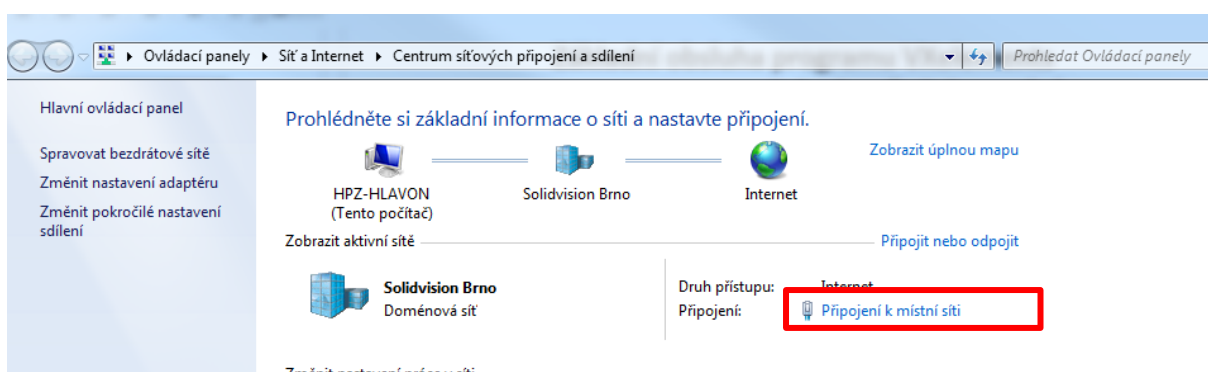 Ovládací panely ▸ Síť a Internet ▸ Centrum síťových připojení a sdílení
Prohledat Ovládací panely
Hlavní ovládací panel
Spravovat bezdrátové sítě
Změnit nastavení adaptéru
Změnit pokročilé nastavení
sdílení
Prohlédněte si základní informace o síti a nastavte připojení.
Zobrazit úplnou mapu
HPZ-HLAVON
(Tento počítač)
Solidvision Brno
Internet
Zobrazit aktivní sítě
Připojit nebo odpojit
Solidvision Brno
Doménová síť
Druh přístupu: Internet
Připojení: Připojení k místní síti